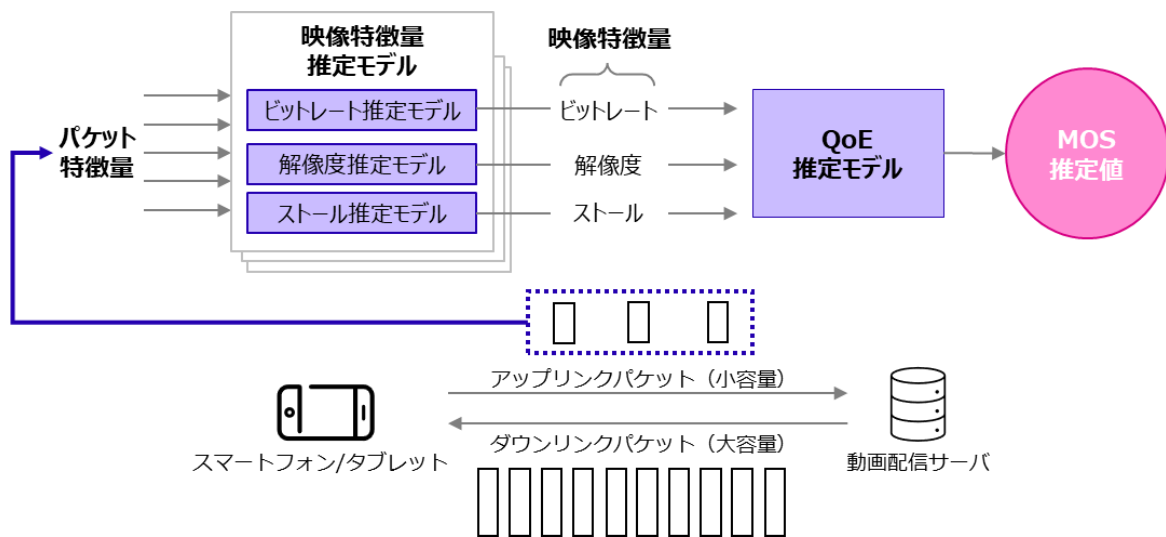 映像特徴量
推定モデル
映像特徴量
ビットレート推定モデル
ビットレート
パケット
特徴量
解像度推定モデル
解像度
QoE
推定モデル
MOS
推定値
ストール推定モデル
ストール
アップリンクパケット（小容量）
ダウンリンクパケット（大容量）
スマートフォン/タブレット
動画配信サーバ